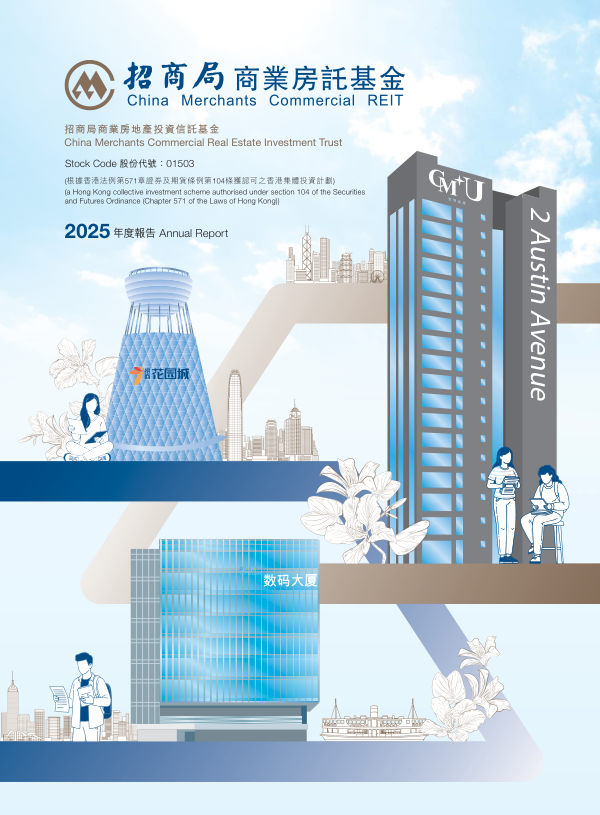 招商局 商業房託基金
China Merchants Commercial REIT
招商局商業房地產投資信託基金
China Merchants Commercial Real Estate Investment Trust
Stock Code 股份代號：01503
(根據香港法例第571章證券及期貨條例第104條獲認可之香港集體投資計劃)
(a Hong Kong collective investment scheme authorised under section 104 of the Securities
and Futures Ordinance (Chapter 571 of the Laws of Hong Kong))
2025 年度報告 Annual Report
CM+U
2 Austin Avenue
花园城
数码大厦